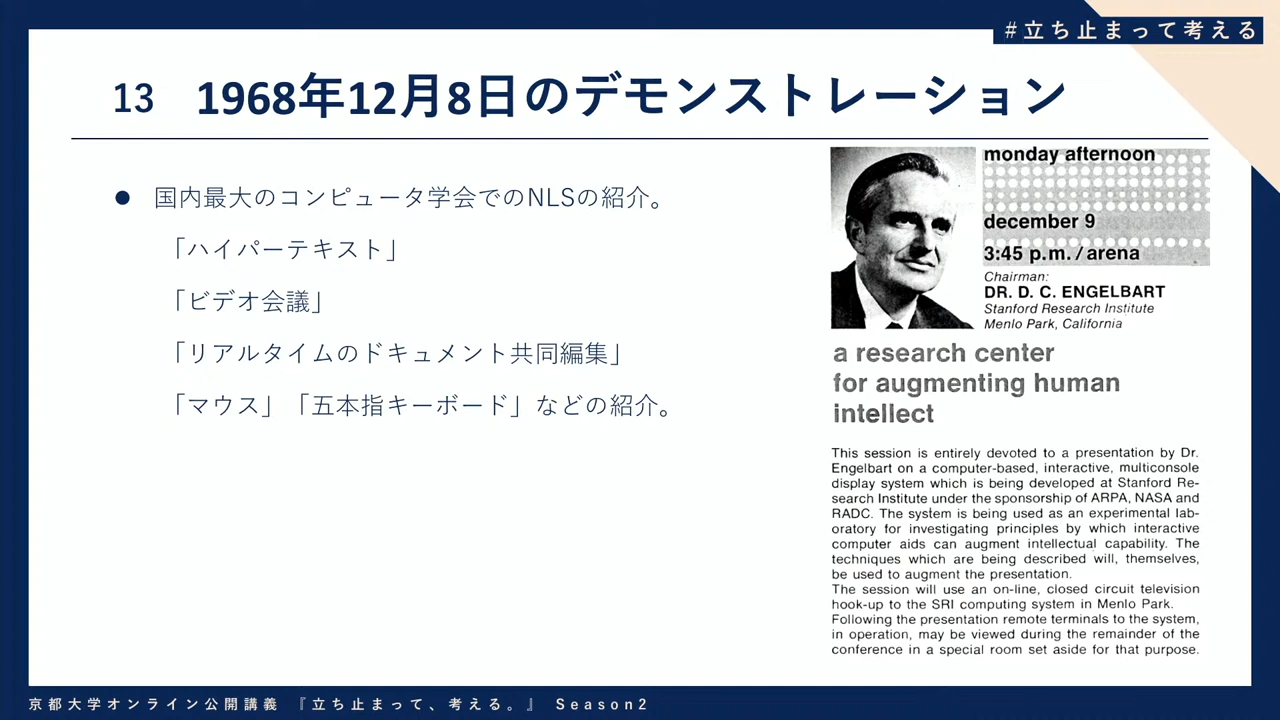 #立ち止まって考える
13 1968年12月8日のデモンストレーション
● 国内最大のコンピュータ学会でのNLSの紹介。
「ハイパーテキスト」
「ビデオ会議」
「リアルタイムのドキュメント共同編集」
「マウス」「五本指キーボード」などの紹介。
monday afternoon
december 9
3:45 p.m. / arena
Chairman:
DR. D. C. ENGELBART
Stanford Research Institute
Menlo Park, California
a research center
for augmenting human
intellect
This session is entirely devoted to a presentation by Dr.
Engelbart on a computer-based, interactive, multiconsole
display system which is being developed at Stanford Re-
search Institute under the sponsorship of ARPA, NASA and
RADC. The system is being used as an experimental lab-
oratory for investigating principles by which interactive
computer aids can augment intellectual capability. The
techniques which are being described will, themselves,
be used to augment the presentation.
The session will use an on-line, closed circuit television
hook-up to the SRI computing system in Menlo Park.
Following the presentation remote terminals to the system,
in operation, may be viewed during the remainder of the
conference in a special room set aside for that purpose.
京都大学オンライン公開講義 『立ち止まって、考える。』 Season2